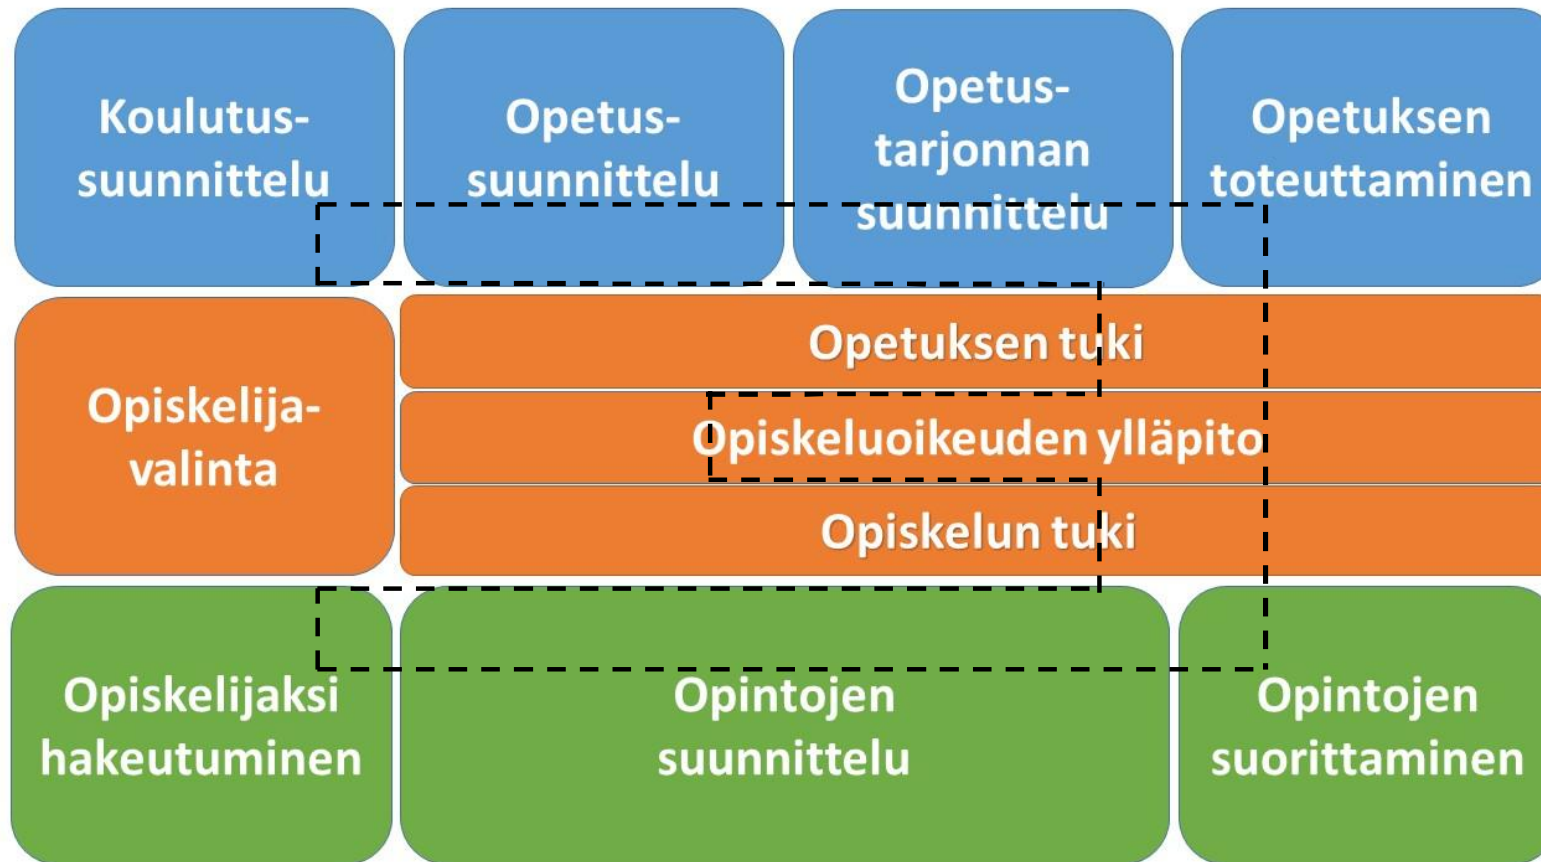 Koulutus-
suunnittelu
Opetus-
suunnittelu
Opetus-
tarjonnan
suunnittelu
Opetuksen
toteuttaminen
Opiskelija-
valinta
Opetuksen tuki
Opiskeluoikeuden ylläpito
Opiskelun tuki
Opiskelijaksi
hakeutuminen
Opintojen
suunnittelu
Opintojen
suorittaminen